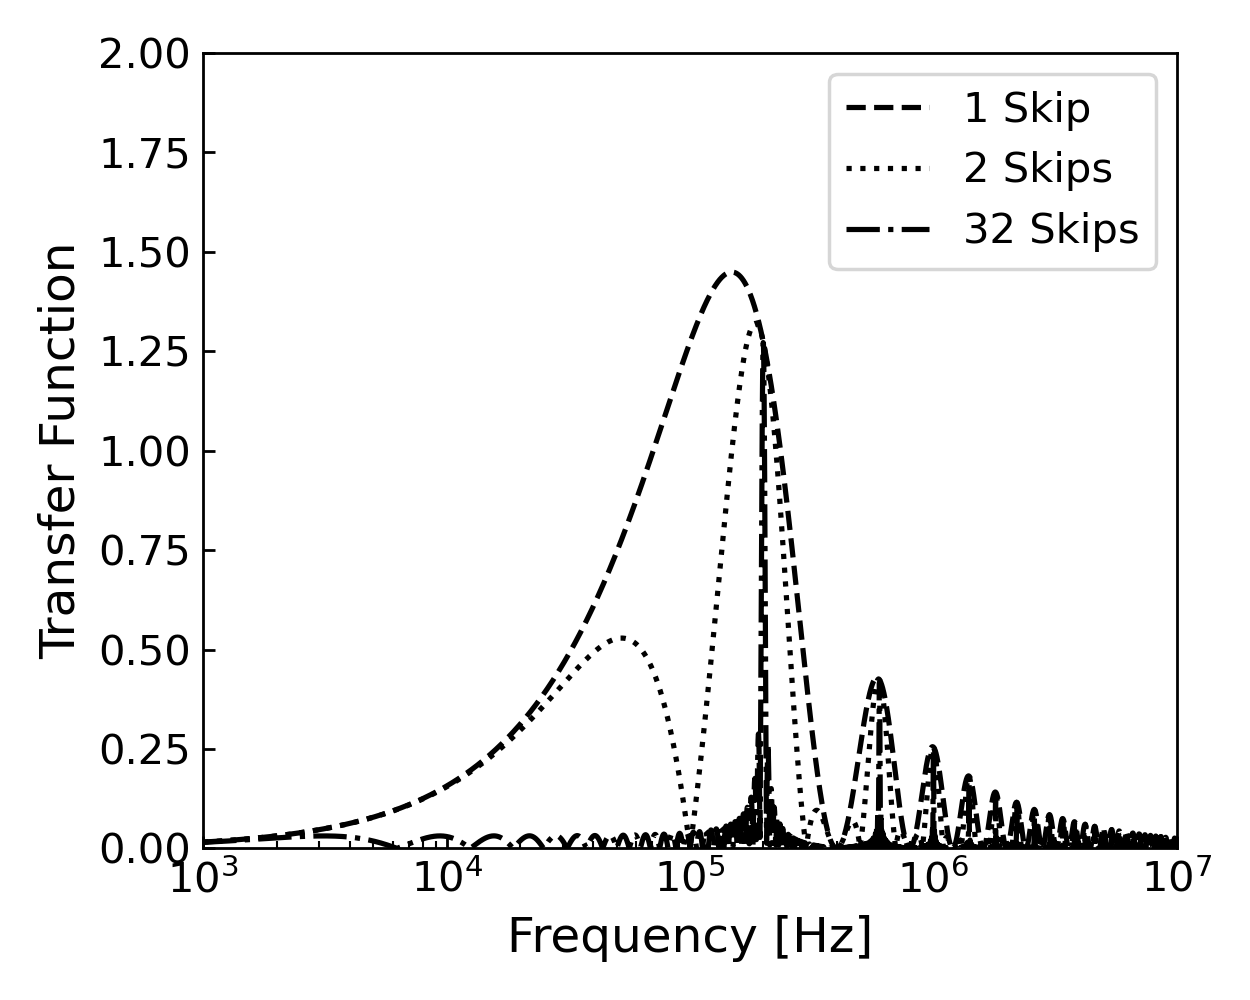 2.00
1.75
1.50
1.25
1.00
0.75
0.50
0.25
0.00
Transfer Function
1 Skip
2 Skips
32 Skips
10³ 10⁴ 10⁵ 10⁶ 10⁷
Frequency [Hz]